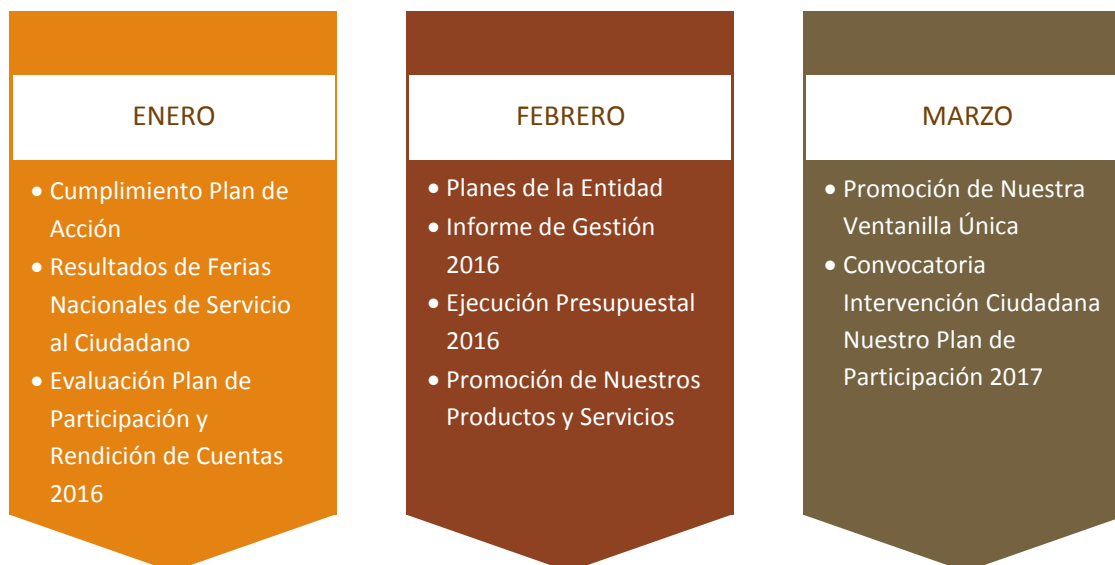 ENERO
• Cumplimiento Plan de
Acción
• Resultados de Ferias
Nacionales de Servicio
al Ciudadano
• Evaluación Plan de
Participación y
Rendición de Cuentas
2016
FEBRERO
• Planes de la Entidad
• Informe de Gestión
2016
• Ejecución Presupuestal
2016
• Promoción de Nuestros
Productos y Servicios
MARZO
• Promoción de Nuestra
Ventanilla Única
• Convocatoria
Intervención Ciudadana
Nuestro Plan de
Participación 2017